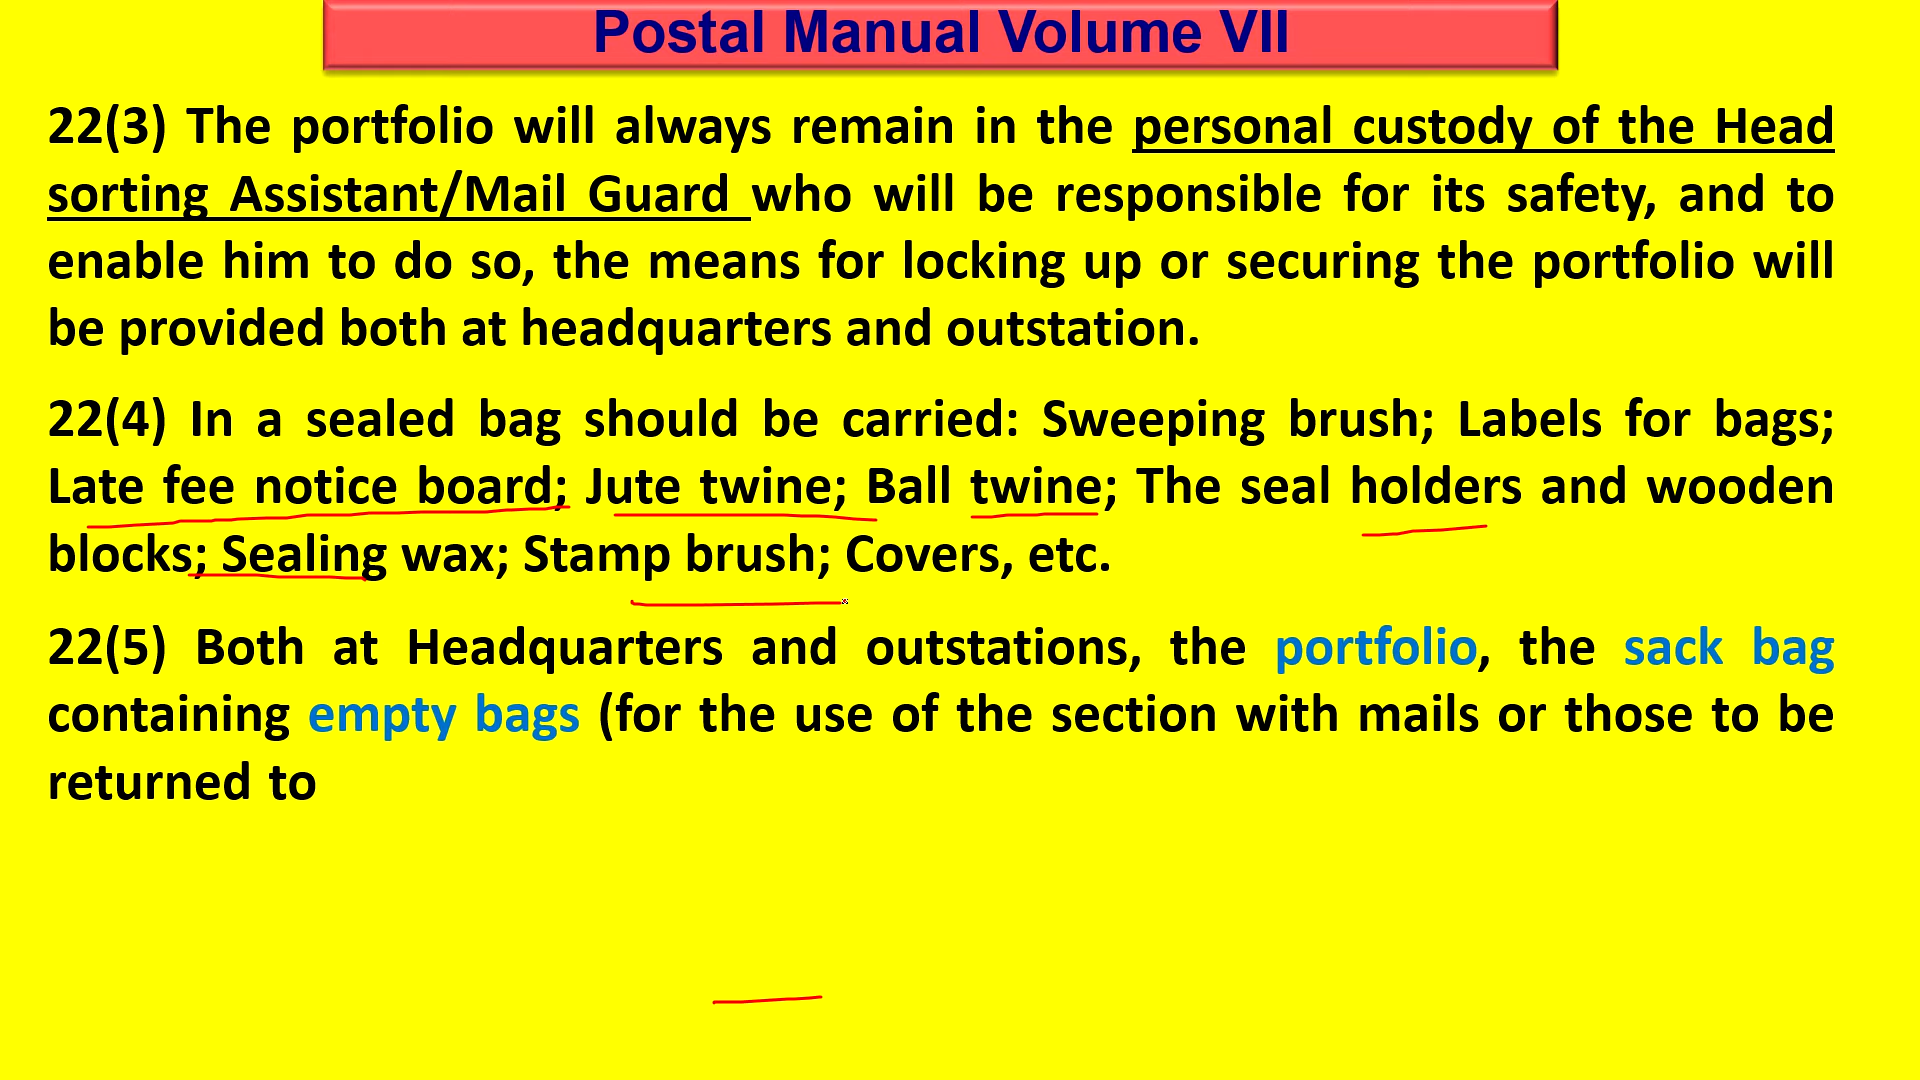 Postal Manual Volume VII
22(3) The portfolio will always remain in the personal custody of the Head
sorting Assistant/Mail Guard who will be responsible for its safety, and to
enable him to do so, the means for locking up or securing the portfolio will
be provided both at headquarters and outstation.
22(4) In a sealed bag should be carried: Sweeping brush; Labels for bags;
Late fee notice board; Jute twine; Ball twine; The seal holders and wooden
blocks; Sealing wax; Stamp brush; Covers, etc.
22(5) Both at Headquarters and outstations, the portfolio, the sack bag
containing empty bags (for the use of the section with mails or those to be
returned to